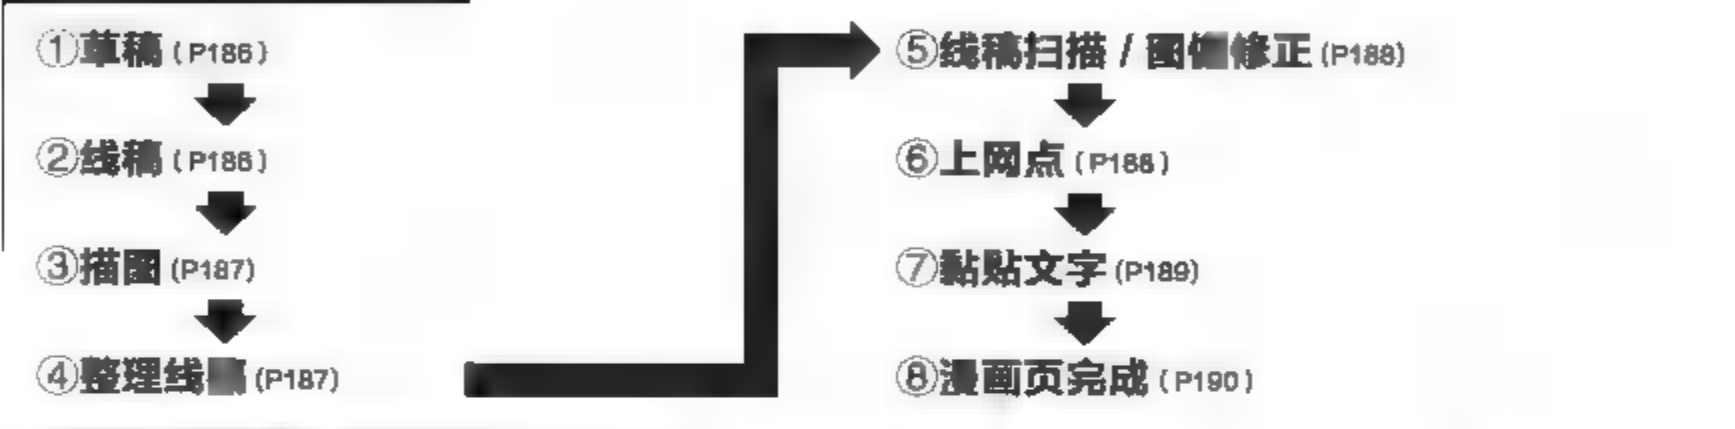 ①草稿(P186)
②线稿(P186)
③描图(P187)
④整理线稿(P187)
⑤线稿扫描 / 图像修正(P188)
⑥上网点(P188)
⑦黏贴文字(P189)
⑧漫画页完成(P190)